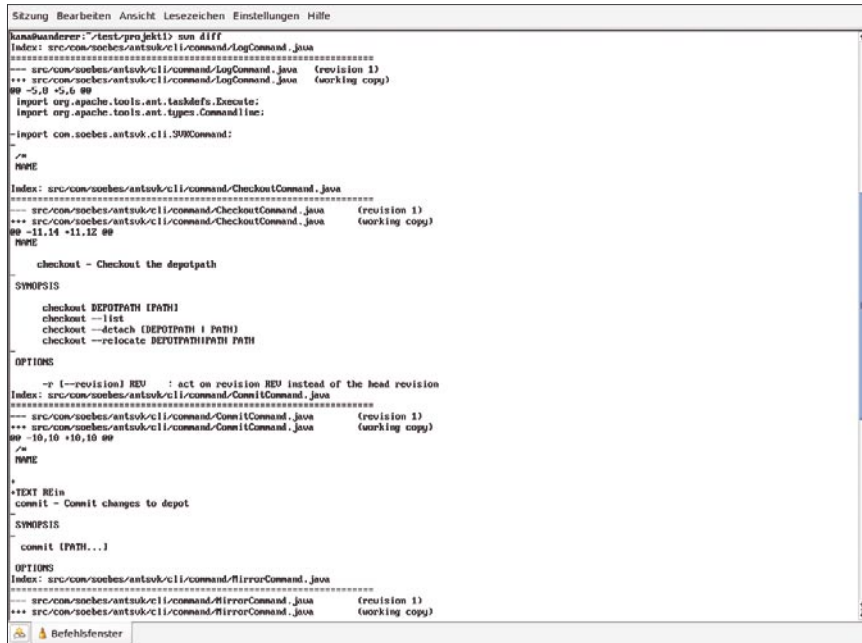 Sitzung Bearbeiten Ansicht Lesezeichen Einstellungen Hilfe
kama@wanderer:~/test/projekt1> svn diff
Index: src/com/soebes/antsvk/cli/command/LogCommand.java
===================================================================
--- src/com/soebes/antsvk/cli/command/LogCommand.java (revision 1)
+++ src/com/soebes/antsvk/cli/command/LogCommand.java (working copy)
@@ -5,8 +5,6 @@
import org.apache.tools.ant.taskdefs.Execute;
import org.apache.tools.ant.types.Commandline;
-import com.soebes.antsvk.cli.SVKCommand;
-
/*
NAME
Index: src/com/soebes/antsvk/cli/command/CheckoutCommand.java
===================================================================
--- src/com/soebes/antsvk/cli/command/CheckoutCommand.java (revision 1)
+++ src/com/soebes/antsvk/cli/command/CheckoutCommand.java (working copy)
@@ -11,14 +11,12 @@
NAME
checkout - Checkout the depotpath
-
SYNOPSIS
checkout DEPOTPATH [PATH]
checkout --list
checkout --detach [DEPOTPATH | PATH]
checkout --relocate DEPOTPATH|PATH PATH
-
OPTIONS
-r [--revision] REV : act on revision REV instead of the head revision
Index: src/com/soebes/antsvk/cli/command/CommitCommand.java
===================================================================
--- src/com/soebes/antsvk/cli/command/CommitCommand.java (revision 1)
+++ src/com/soebes/antsvk/cli/command/CommitCommand.java (working copy)
@@ -10,10 +10,10 @@
/*
NAME
+
+TEXT REin
commit - Commit changes to depot
-
SYNOPSIS
-
commit [PATH...]
OPTIONS
Index: src/com/soebes/antsvk/cli/command/MirrorCommand.java
===================================================================
--- src/com/soebes/antsvk/cli/command/MirrorCommand.java (revision 1)
+++ src/com/soebes/antsvk/cli/command/MirrorCommand.java (working copy)
Befehlsfenster